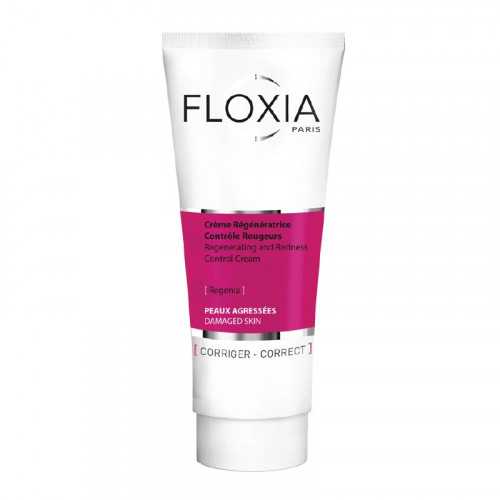 FLOXIA
PARIS
Crème Régénératrice
Contrôle Rougeurs
Regenerating and Redness
Control Cream
[ Regenia ]
PEAUX AGRESSÉES
DAMAGED SKIN
[ CORRIGER - CORRECT ]